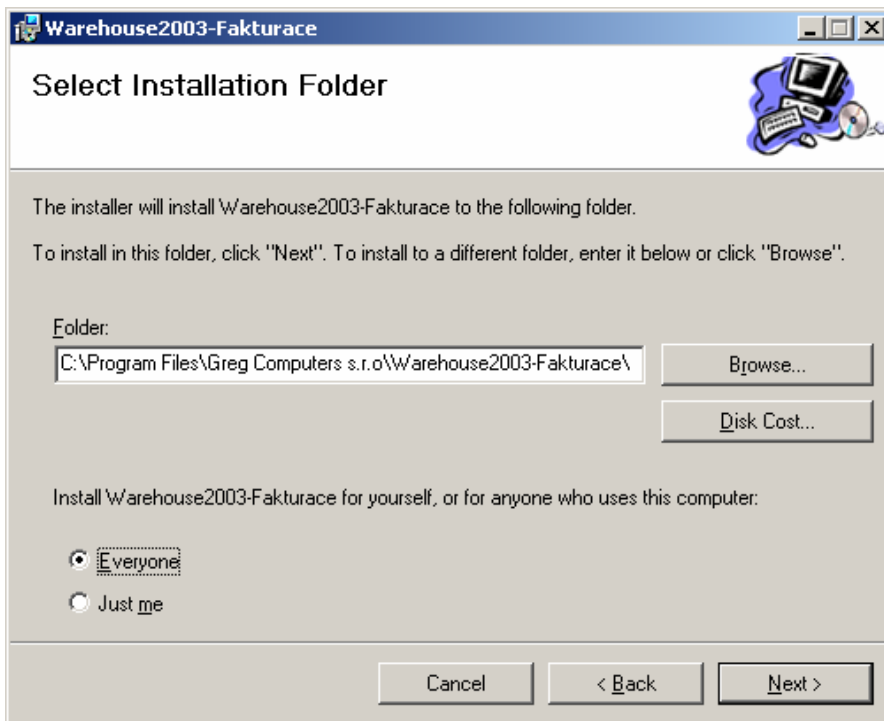 Warehouse2003-Fakturace
Select Installation Folder
The installer will install Warehouse2003-Fakturace to the following folder.
To install in this folder, click "Next". To install to a different folder, enter it below or click "Browse".
Folder:
C:\Program Files\Greg Computers s.r.o\Warehouse2003-Fakturace\
Browse...
Disk Cost...
Install Warehouse2003-Fakturace for yourself, or for anyone who uses this computer:
Everyone
Just me
Cancel
< Back
Next >